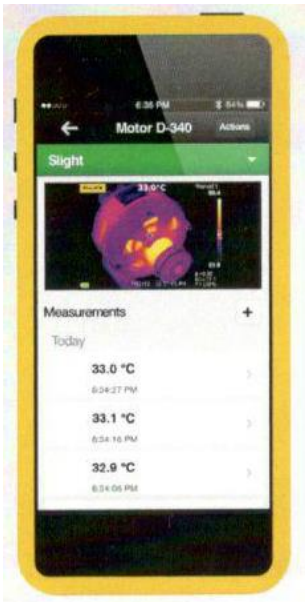 6:36 PM
84%
Motor D-340
Actions
Slight
33.0°C
Measurements +
Today
33.0 °C
6:34:27 PM
33.1 °C
6:34:16 PM
32.9 °C
6:34:06 PM